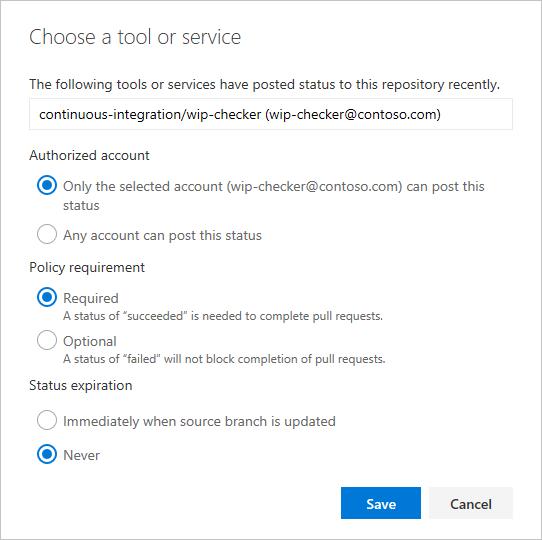 Choose a tool or service
The following tools or services have posted status to this repository recently.
continuous-integration/wip-checker (wip-checker@contoso.com)
Authorized account
Only the selected account (wip-checker@contoso.com) can post this
status
Any account can post this status
Policy requirement
Required
A status of “succeeded” is needed to complete pull requests.
Optional
A status of “failed” will not block completion of pull requests.
Status expiration
Immediately when source branch is updated
Never
Save Cancel